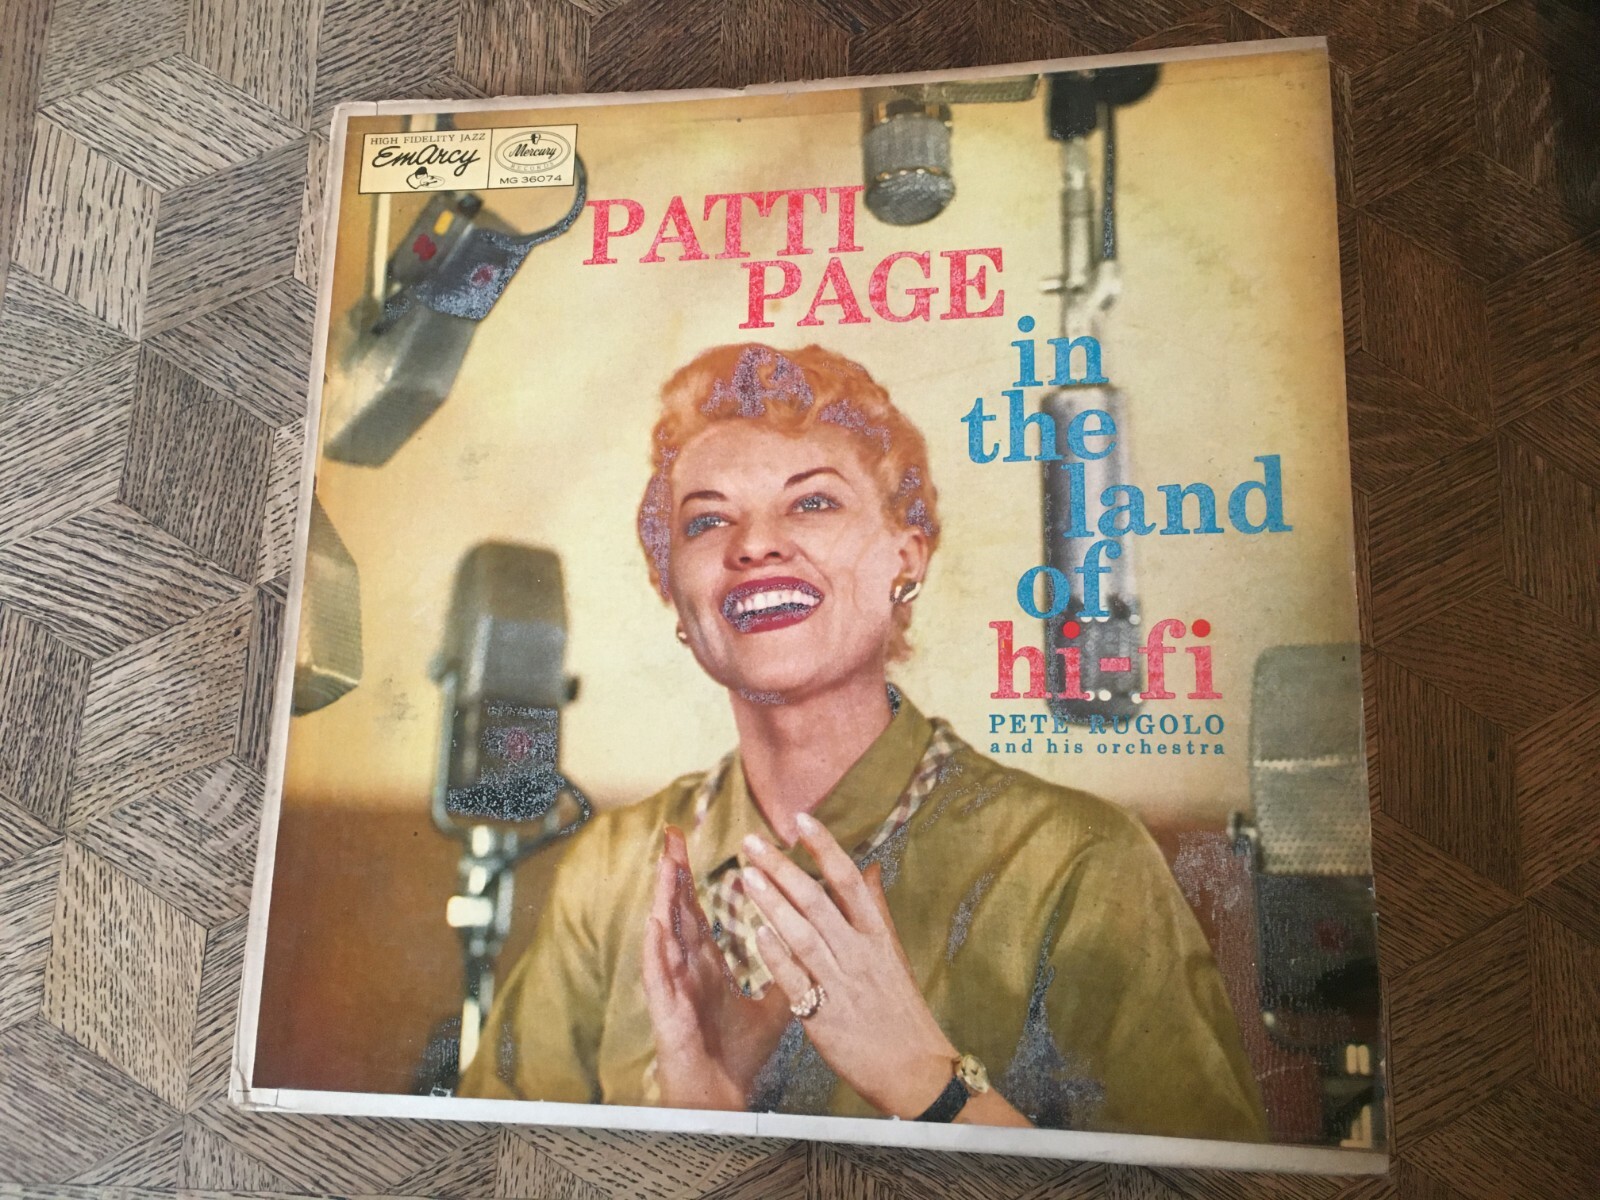 HIGH FIDELITY JAZZ
EmArcy
Mercury
RECORDS
MG 36074
PATTI
PAGE
in
the
land
of
hi-fi
PETE RUGOLO
and his orchestra